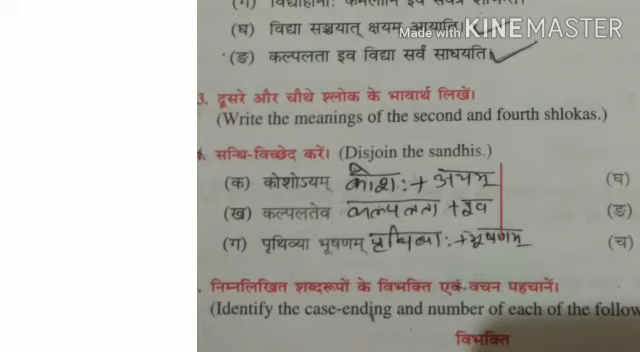 Made with KINEMASTER
(घ) विद्या सञ्चयात् क्षयम् आयाति।
(ङ) कल्पलता इव विद्या सर्वं साधयति
3. दूसरे और चौथे श्लोक के भावार्थ लिखें।
(Write the meanings of the second and fourth shlokas.)
सन्धि-विच्छेद करें। (Disjoin the sandhis.)
(क) कोशोऽयम् कोशः + अयम् (घ)
(ख) कल्पलतेव कल्पलता + इव (ङ)
(ग) पृथिव्या भूषणम् पृथिव्याः + भूषणम् (च)
निम्नलिखित शब्दरूपों के विभक्ति एवं वचन पहचानें।
(Identify the case-ending and number of each of the follow
विभक्ति